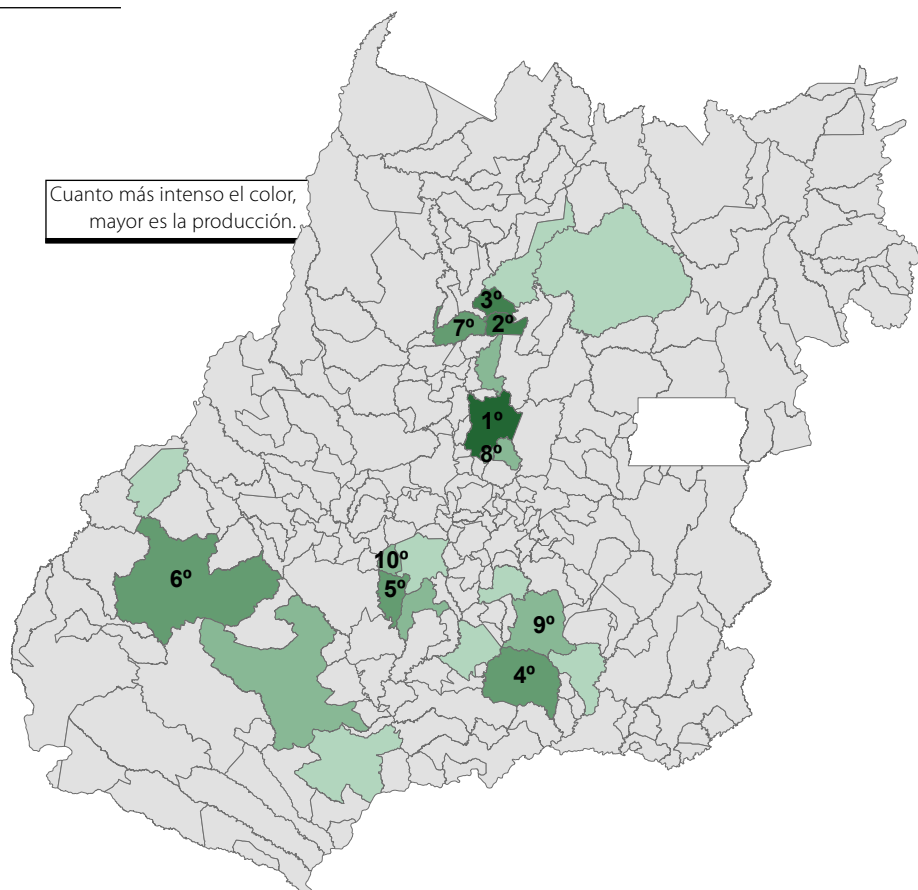 Cuanto más intenso el color,
mayor es la producción.
3º
7º
2º
1º
8º
10º
5º
6º
9º
4º